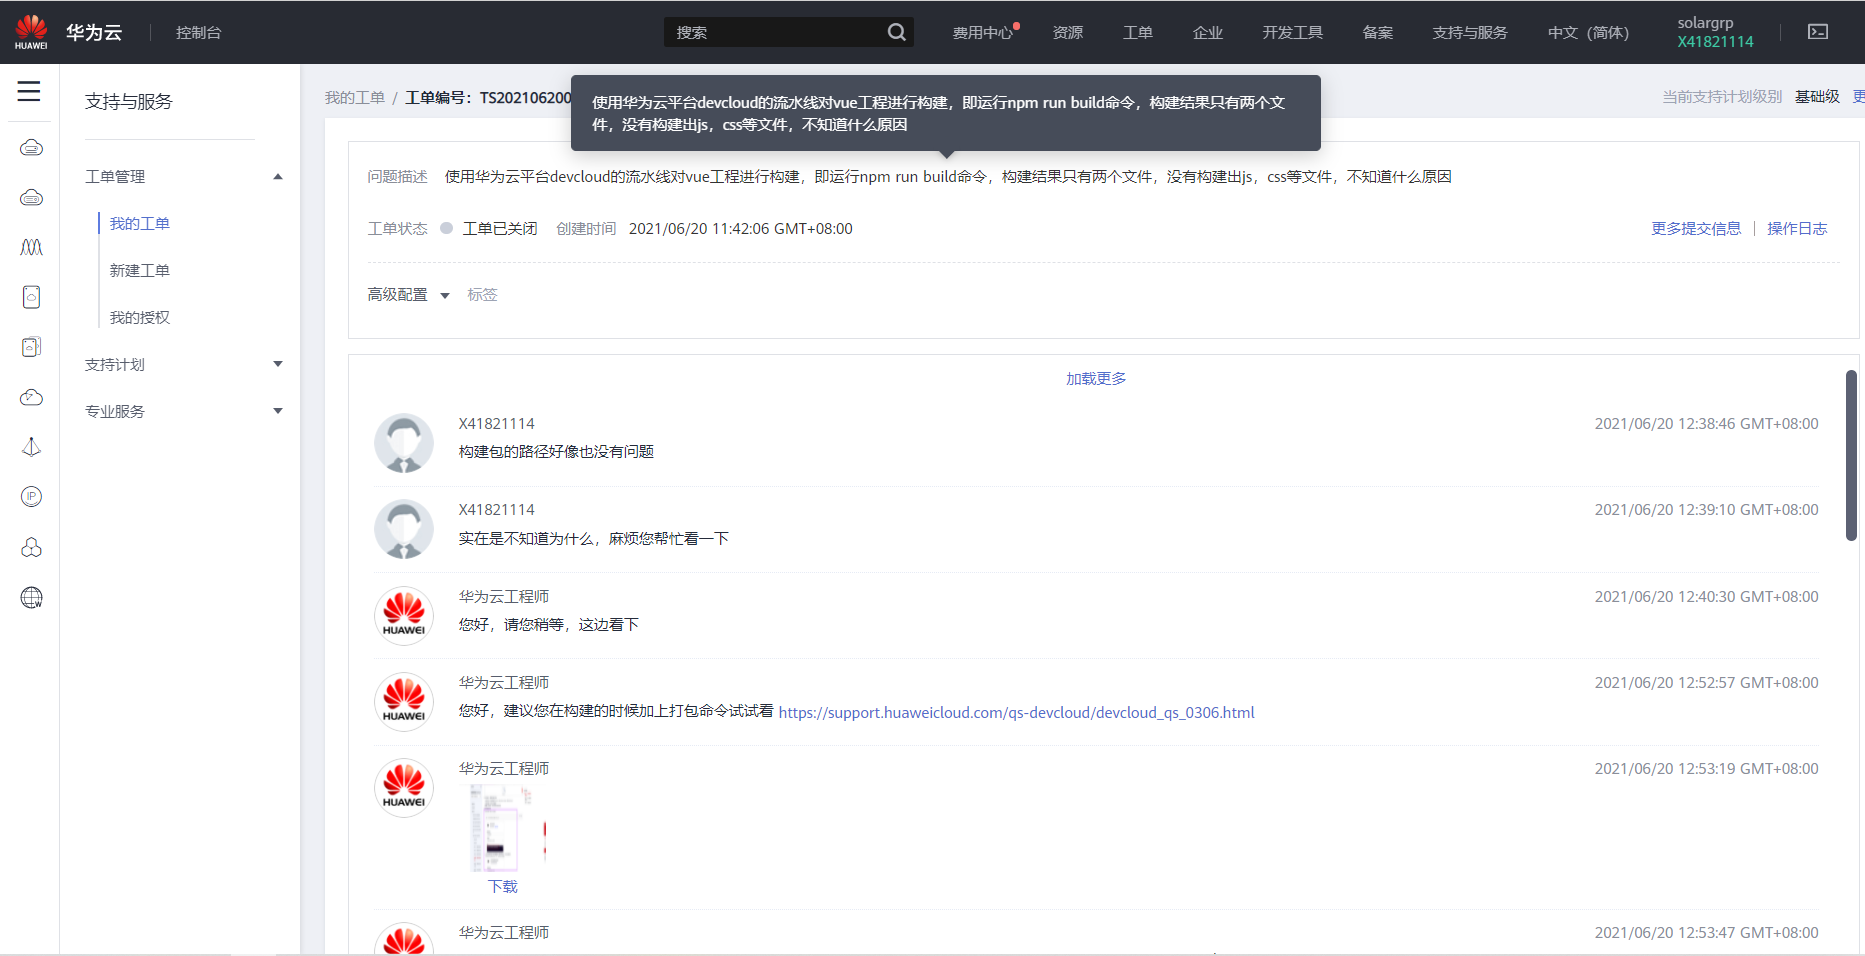 HUAWEI
华为云
控制台
搜索
费用中心
资源
工单
企业
开发工具
备案
支持与服务
中文（简体）
solargrp
X41821114
支持与服务
工单管理
我的工单
新建工单
我的授权
支持计划
专业服务
IP
W
我的工单 / 工单编号：TS202106200
当前支持计划级别 基础级
使用华为云平台devcloud的流水线对vue工程进行构建，即运行npm run build命令，构建结果只有两个文
件，没有构建出js，css等文件，不知道什么原因
问题描述 使用华为云平台devcloud的流水线对vue工程进行构建，即运行npm run build命令，构建结果只有两个文件，没有构建出js，css等文件，不知道什么原因
工单状态 工单已关闭 创建时间 2021/06/20 11:42:06 GMT+08:00
更多提交信息 | 操作日志
高级配置 标签
加载更多
X41821114 2021/06/20 12:38:46 GMT+08:00
构建包的路径好像也没有问题
X41821114 2021/06/20 12:39:10 GMT+08:00
实在是不知道为什么，麻烦您帮忙看一下
HUAWEI
华为云工程师 2021/06/20 12:40:30 GMT+08:00
您好，请您稍等，这边看下
HUAWEI
华为云工程师 2021/06/20 12:52:57 GMT+08:00
您好，建议您在构建的时候加上打包命令试试看 https://support.huaweicloud.com/qs-devcloud/devcloud_qs_0306.html
HUAWEI
华为云工程师 2021/06/20 12:53:19 GMT+08:00
下载
华为云工程师 2021/06/20 12:53:47 GMT+08:00